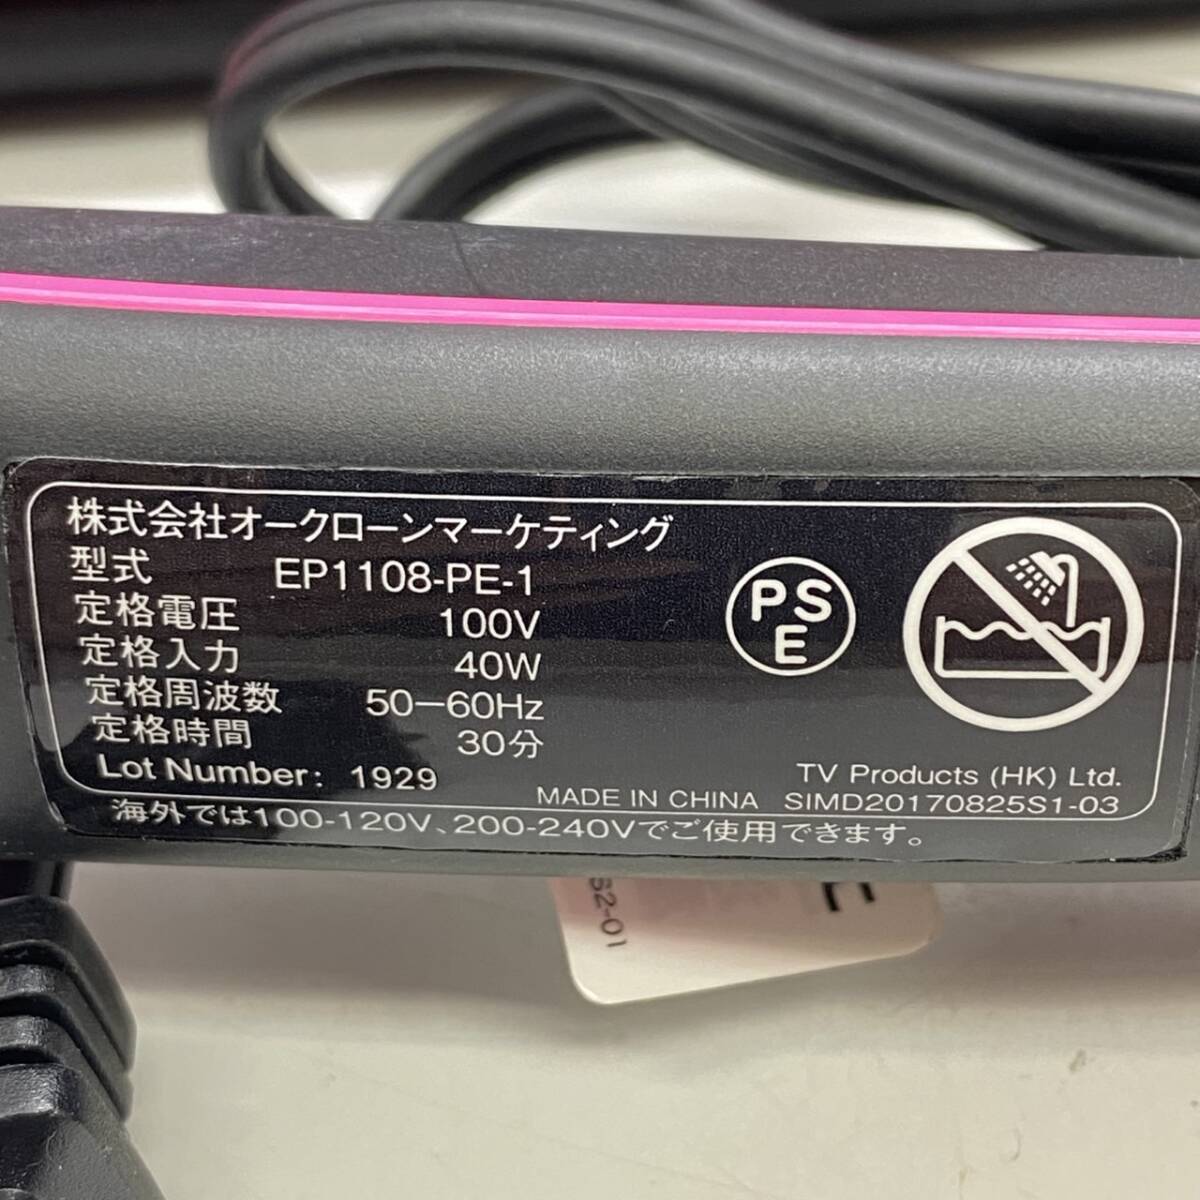 株式会社オークローンマーケティング
型式 EP1108-PE-1
定格電圧 100V
定格入力 40W
定格周波数 50-60Hz
定格時間 30分
Lot Number: 1929
PS
E
TV Products (HK) Ltd.
MADE IN CHINA SIMD20170825S1-03
海外では100-120V、200-240Vでご使用できます。